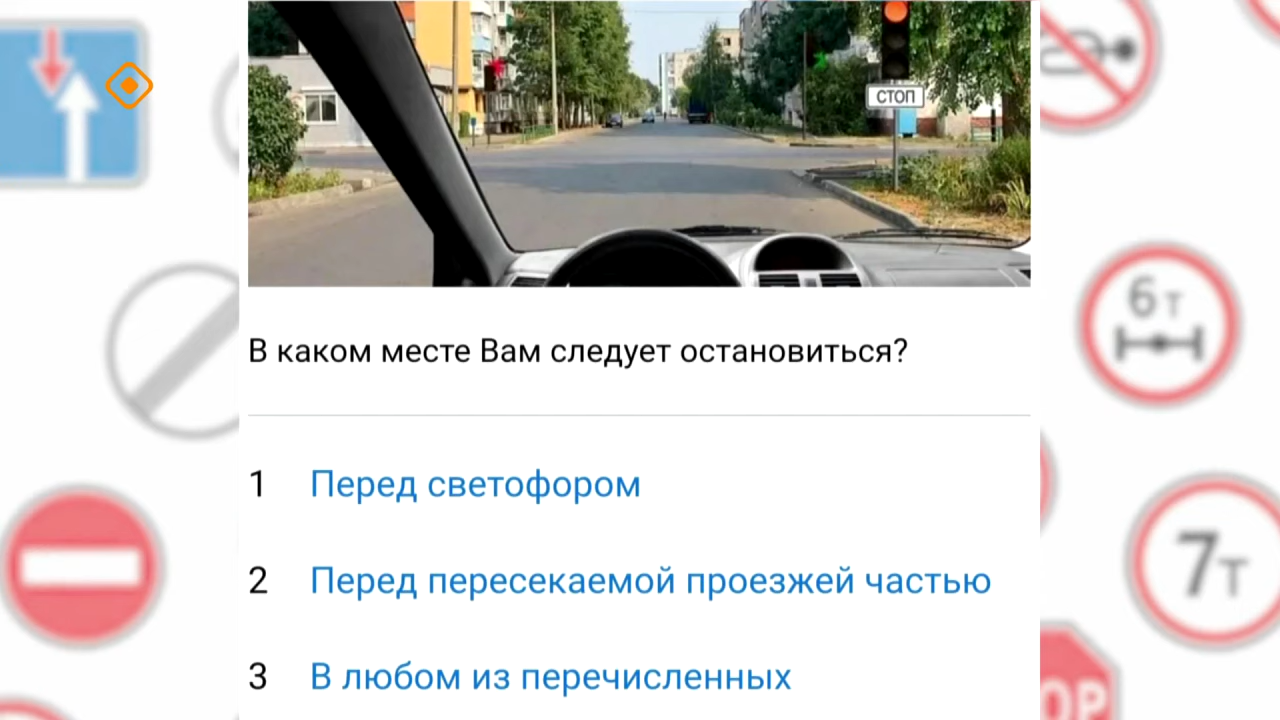 СТОП
6 т
В каком месте Вам следует остановиться?
1 Перед светофором
2 Перед пересекаемой проезжей частью
7т
3 В любом из перечисленных